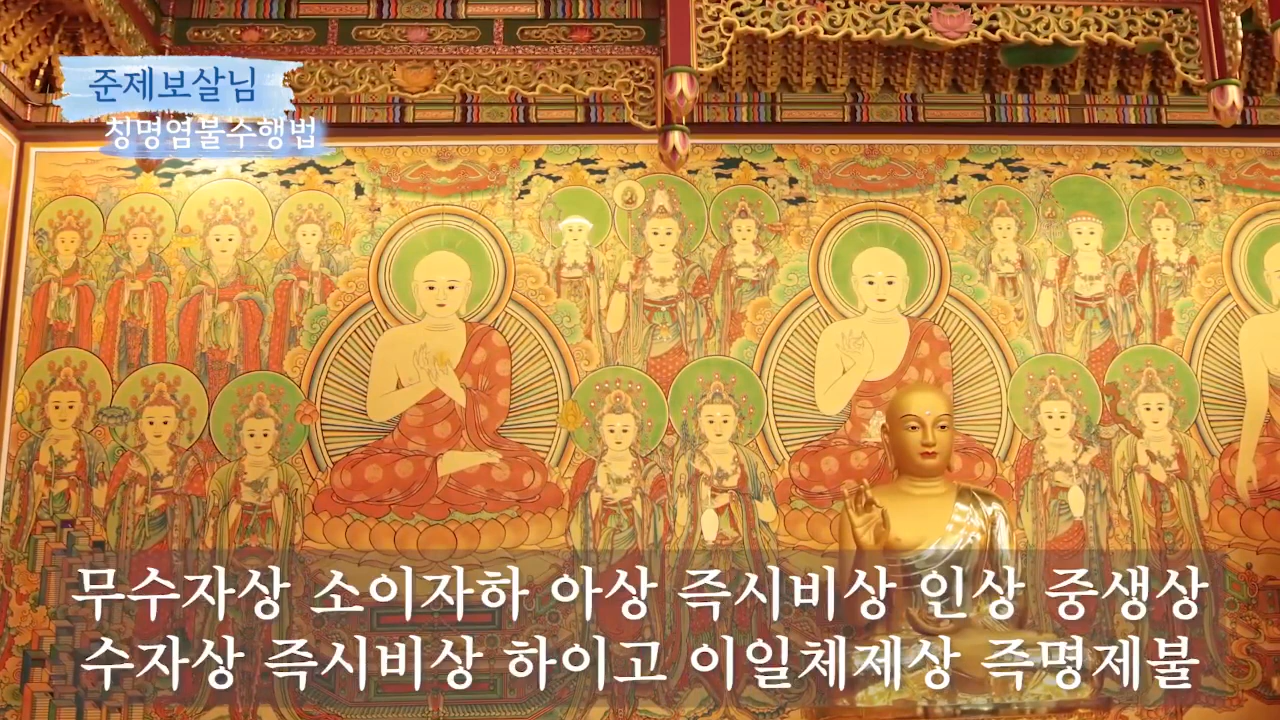 준제보살님
칭명염불수행법
무수자상 소이자하 아상 즉시비상 인상 중생상
수자상 즉시비상 하이고 이일체제상 즉명제불